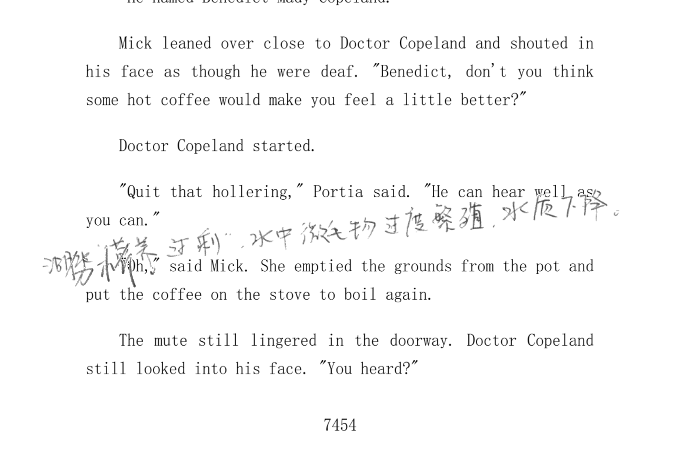 "He named Benedict Mady Copeland."
Mick leaned over close to Doctor Copeland and shouted in
his face as though he were deaf. "Benedict, don't you think
some hot coffee would make you feel a little better?"
Doctor Copeland started.
"Quit that hollering," Portia said. "He can hear well as
you can."
"营养过剩"，水中微生物过度繁殖，水质下降。
"Oh," said Mick. She emptied the grounds from the pot and
put the coffee on the stove to boil again.
The mute still lingered in the doorway. Doctor Copeland
still looked into his face. "You heard?"
7454